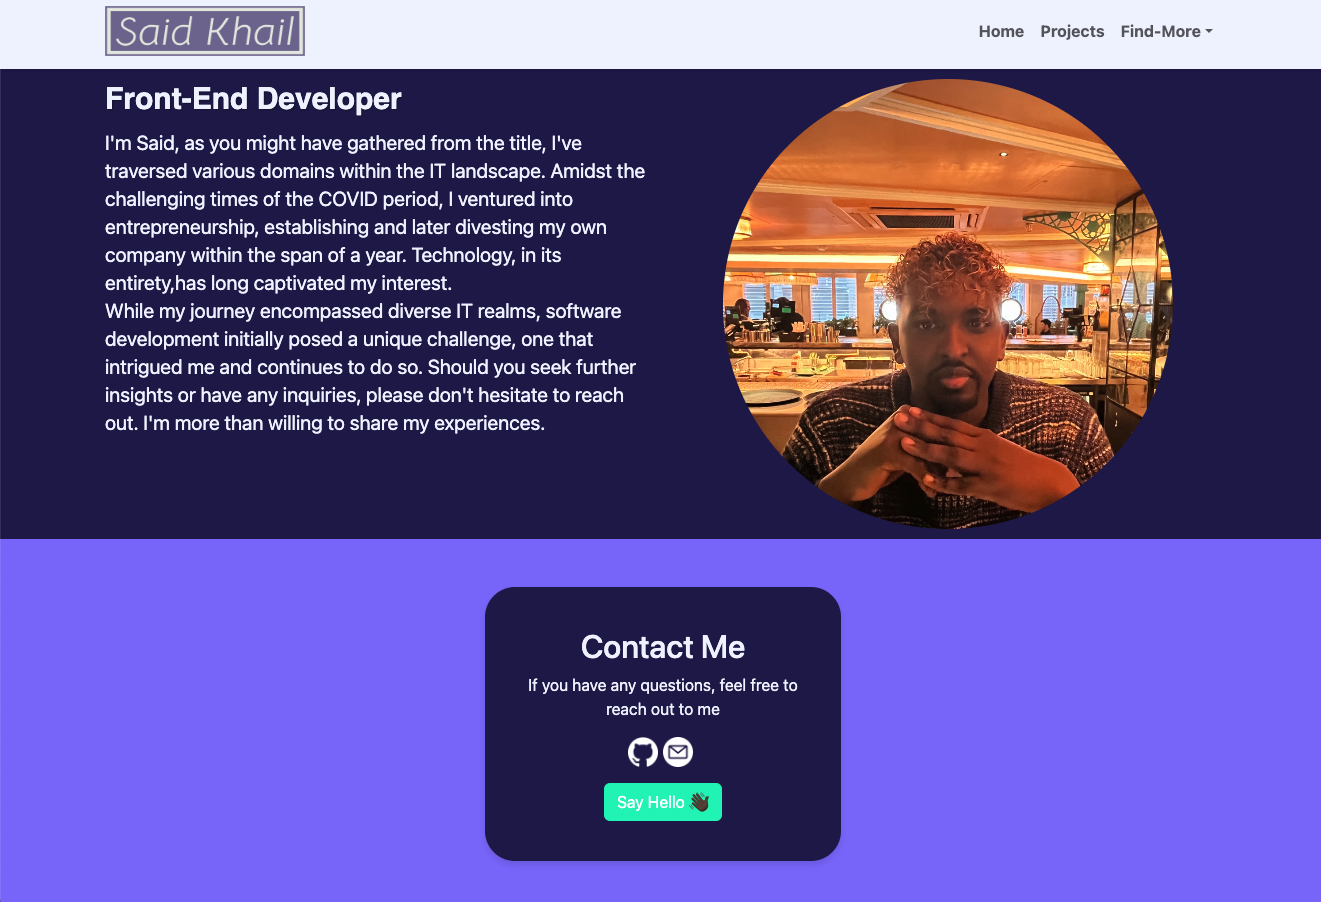 Said Khail
Home Projects Find-More
Front-End Developer
I'm Said, as you might have gathered from the title, I've
traversed various domains within the IT landscape. Amidst the
challenging times of the COVID period, I ventured into
entrepreneurship, establishing and later divesting my own
company within the span of a year. Technology, in its
entirety,has long captivated my interest.
While my journey encompassed diverse IT realms, software
development initially posed a unique challenge, one that
intrigued me and continues to do so. Should you seek further
insights or have any inquiries, please don't hesitate to reach
out. I'm more than willing to share my experiences.
Contact Me
If you have any questions, feel free to
reach out to me
Say Hello 👋🏿